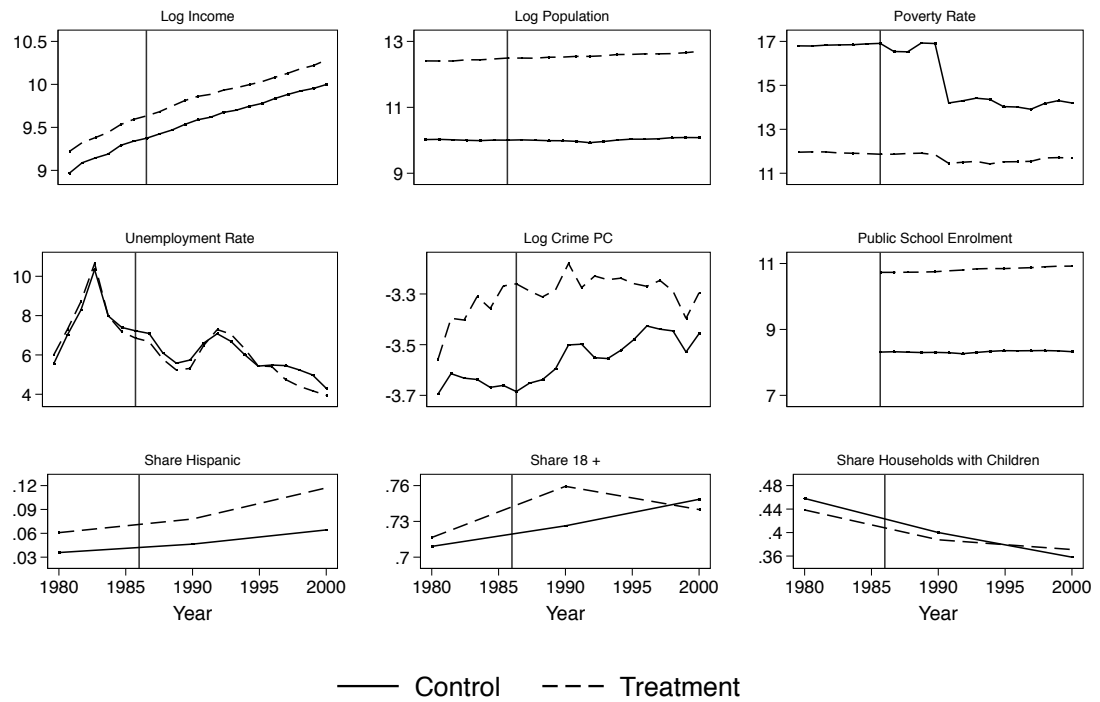 Log Income
10.5
10
9.5
9
Log Population
13
11
9
Poverty Rate
17
15
13
11
Unemployment Rate
10
8
6
4
Log Crime PC
-3.3
-3.5
-3.7
Public School Enrolment
11
9
7
Share Hispanic
.12
.09
.06
.03
1980 1985 1990 1995 2000
Year
Share 18 +
.76
.73
.7
1980 1985 1990 1995 2000
Year
Share Households with Children
.48
.44
.4
.36
1980 1985 1990 1995 2000
Year
Control Treatment